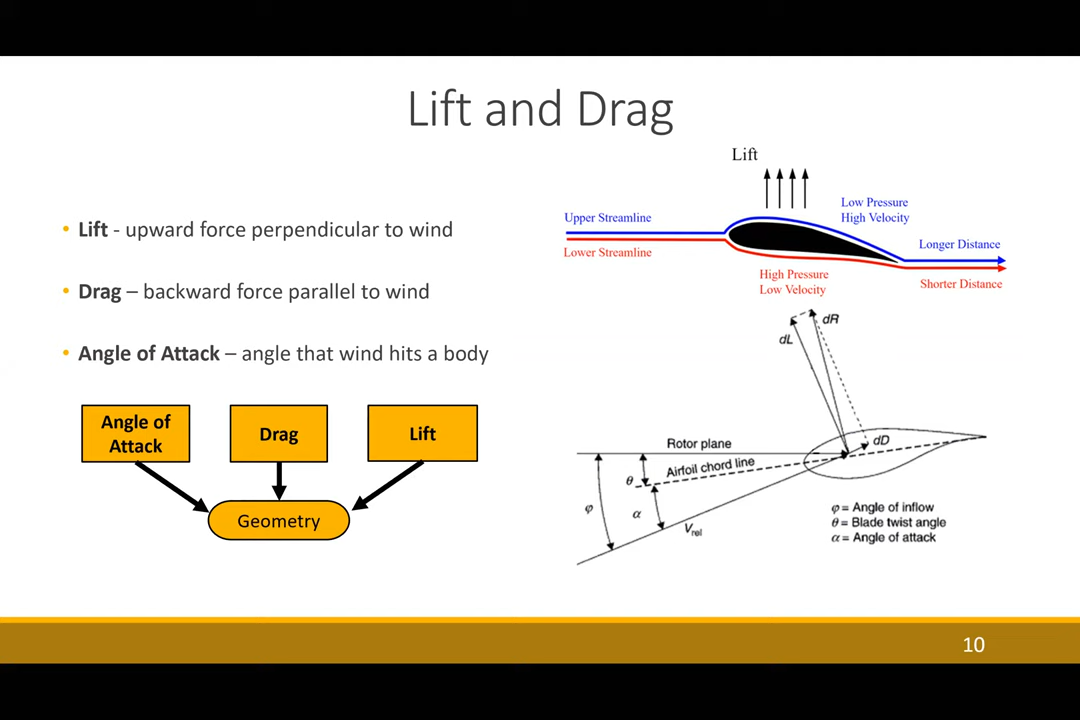 Lift and Drag
• Lift - upward force perpendicular to wind
• Drag – backward force parallel to wind
• Angle of Attack – angle that wind hits a body
Angle of
Attack
Drag
Lift
Geometry
Lift
Upper Streamline
Lower Streamline
Low Pressure
High Velocity
Longer Distance
High Pressure
Low Velocity
Shorter Distance
dR
dL
dD
Rotor plane
Airfoil chord line
θ
φ
α
Vrel
φ = Angle of inflow
θ = Blade twist angle
α = Angle of attack
10